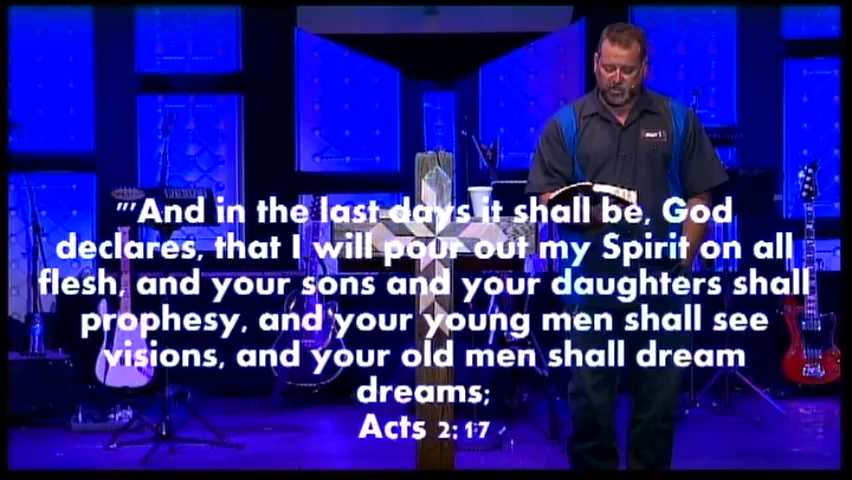 "'And in the last days it shall be, God
declares, that I will pour out my Spirit on all
flesh, and your sons and your daughters shall
prophesy, and your young men shall see
visions, and your old men shall dream
dreams;
Acts 2:17